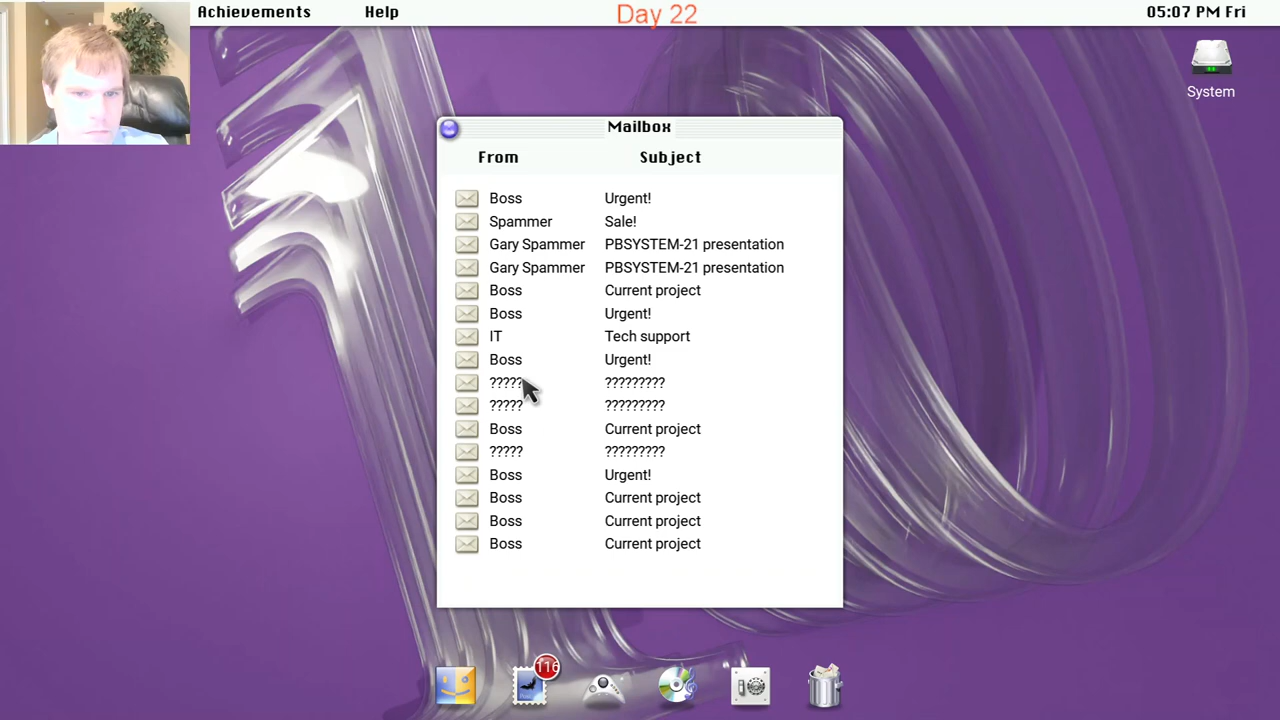 Achievements Help Day 22 05:07 PM Fri
System
Mailbox
From Subject
Boss Urgent!
Spammer Sale!
Gary Spammer PBSYSTEM-21 presentation
Gary Spammer PBSYSTEM-21 presentation
Boss Current project
Boss Urgent!
IT Tech support
Boss Urgent!
????? ?????????
????? ?????????
Boss Current project
????? ?????????
Boss Urgent!
Boss Current project
Boss Current project
Boss Current project
116